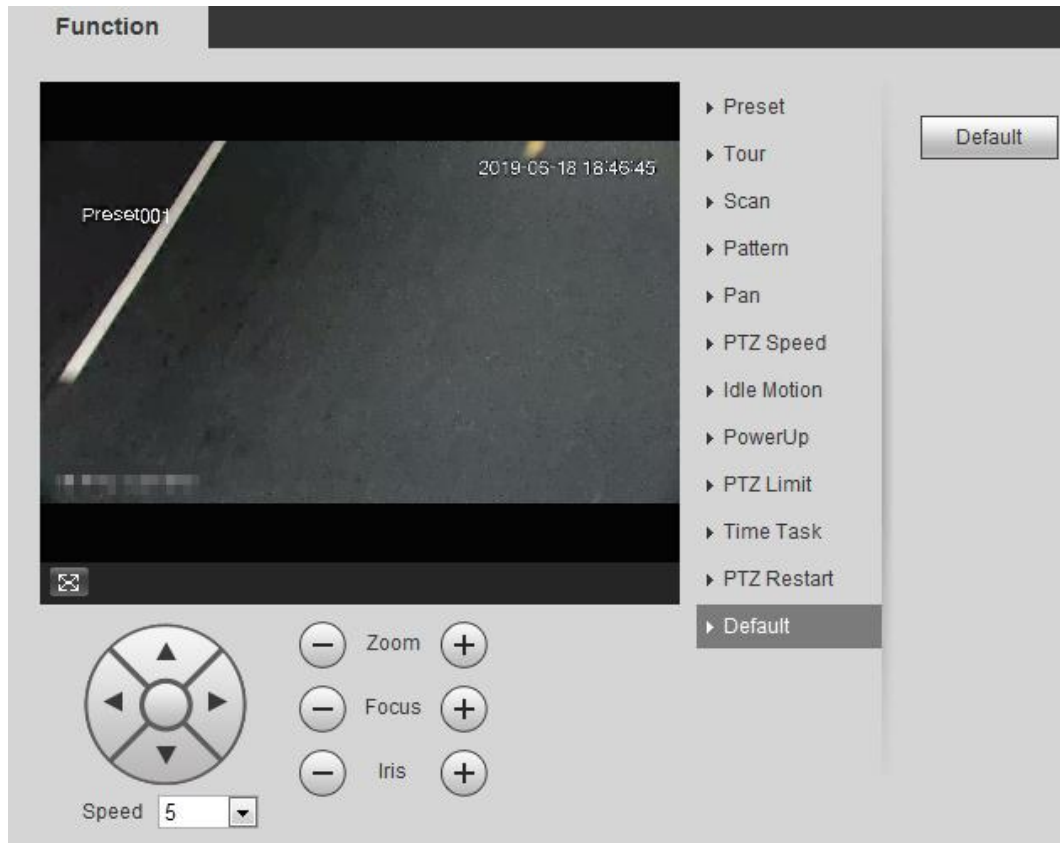 Function
2019-06-18 18:46:45
Preset001
Preset
Tour
Scan
Pattern
Pan
PTZ Speed
Idle Motion
PowerUp
PTZ Limit
Time Task
PTZ Restart
Default
Default
Zoom
Focus
Iris
Speed 5